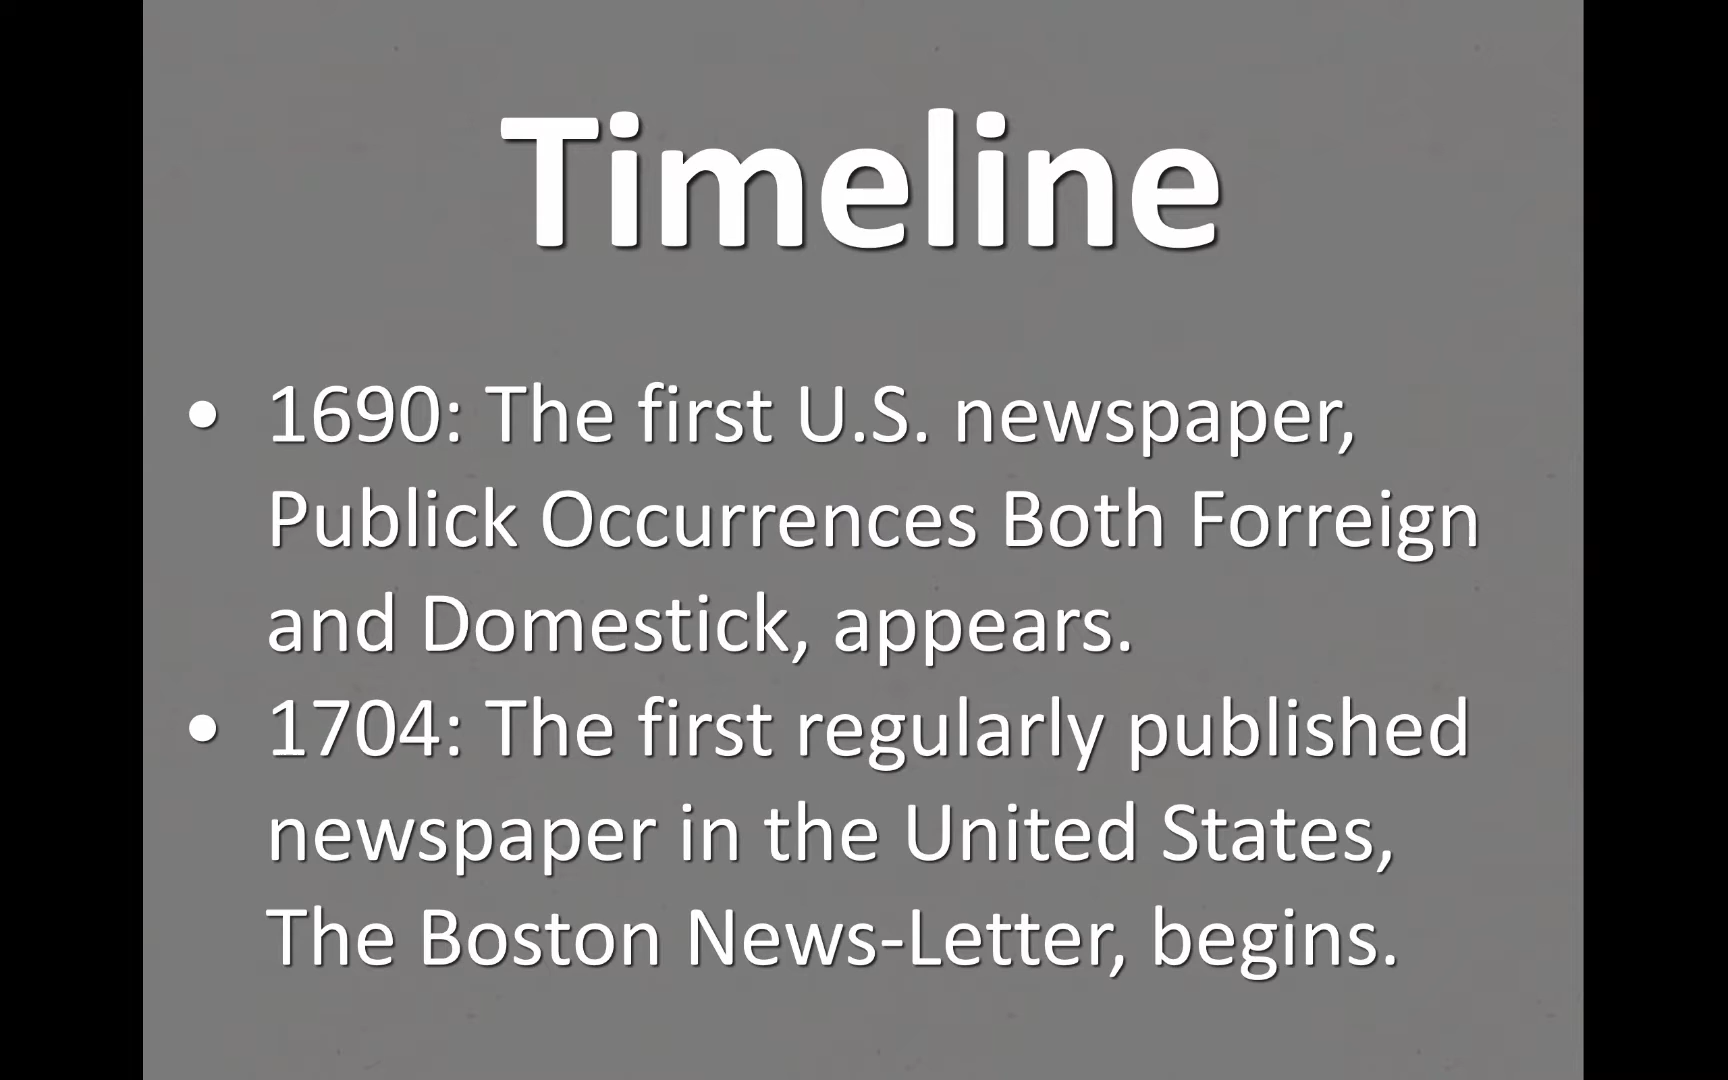 Timeline
• 1690: The first U.S. newspaper,
Publick Occurrences Both Forreign
and Domestick, appears.
• 1704: The first regularly published
newspaper in the United States,
The Boston News-Letter, begins.